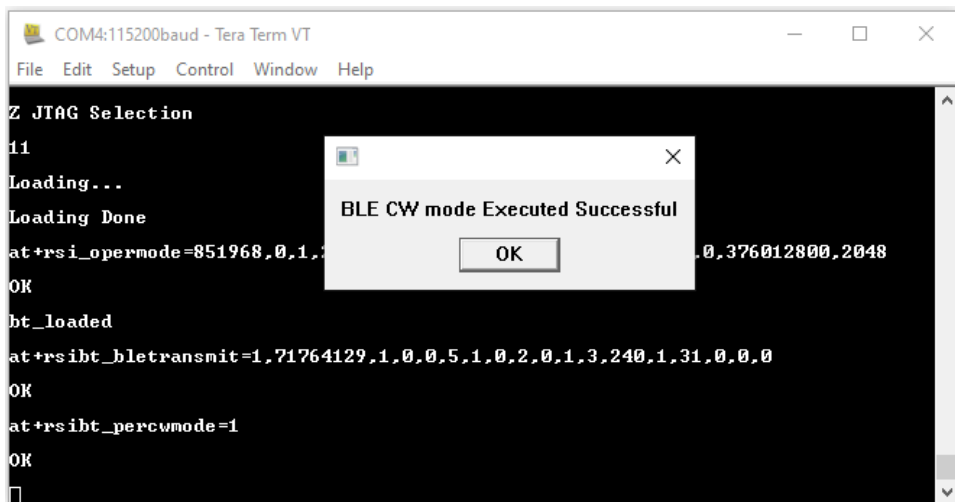 COM4:115200baud - Tera Term VT
File Edit Setup Control Window Help
Z JTAG Selection
11
Loading...
Loading Done
at+rsi_opermode=851968,0,1,
.0,376012800,2048
OK
bt_loaded
at+rsibt_bletransmit=1,71764129,1,0,0,5,1,0,2,0,1,3,240,1,31,0,0,0
OK
at+rsibt_percwmode=1
OK
BLE CW mode Executed Successful
OK